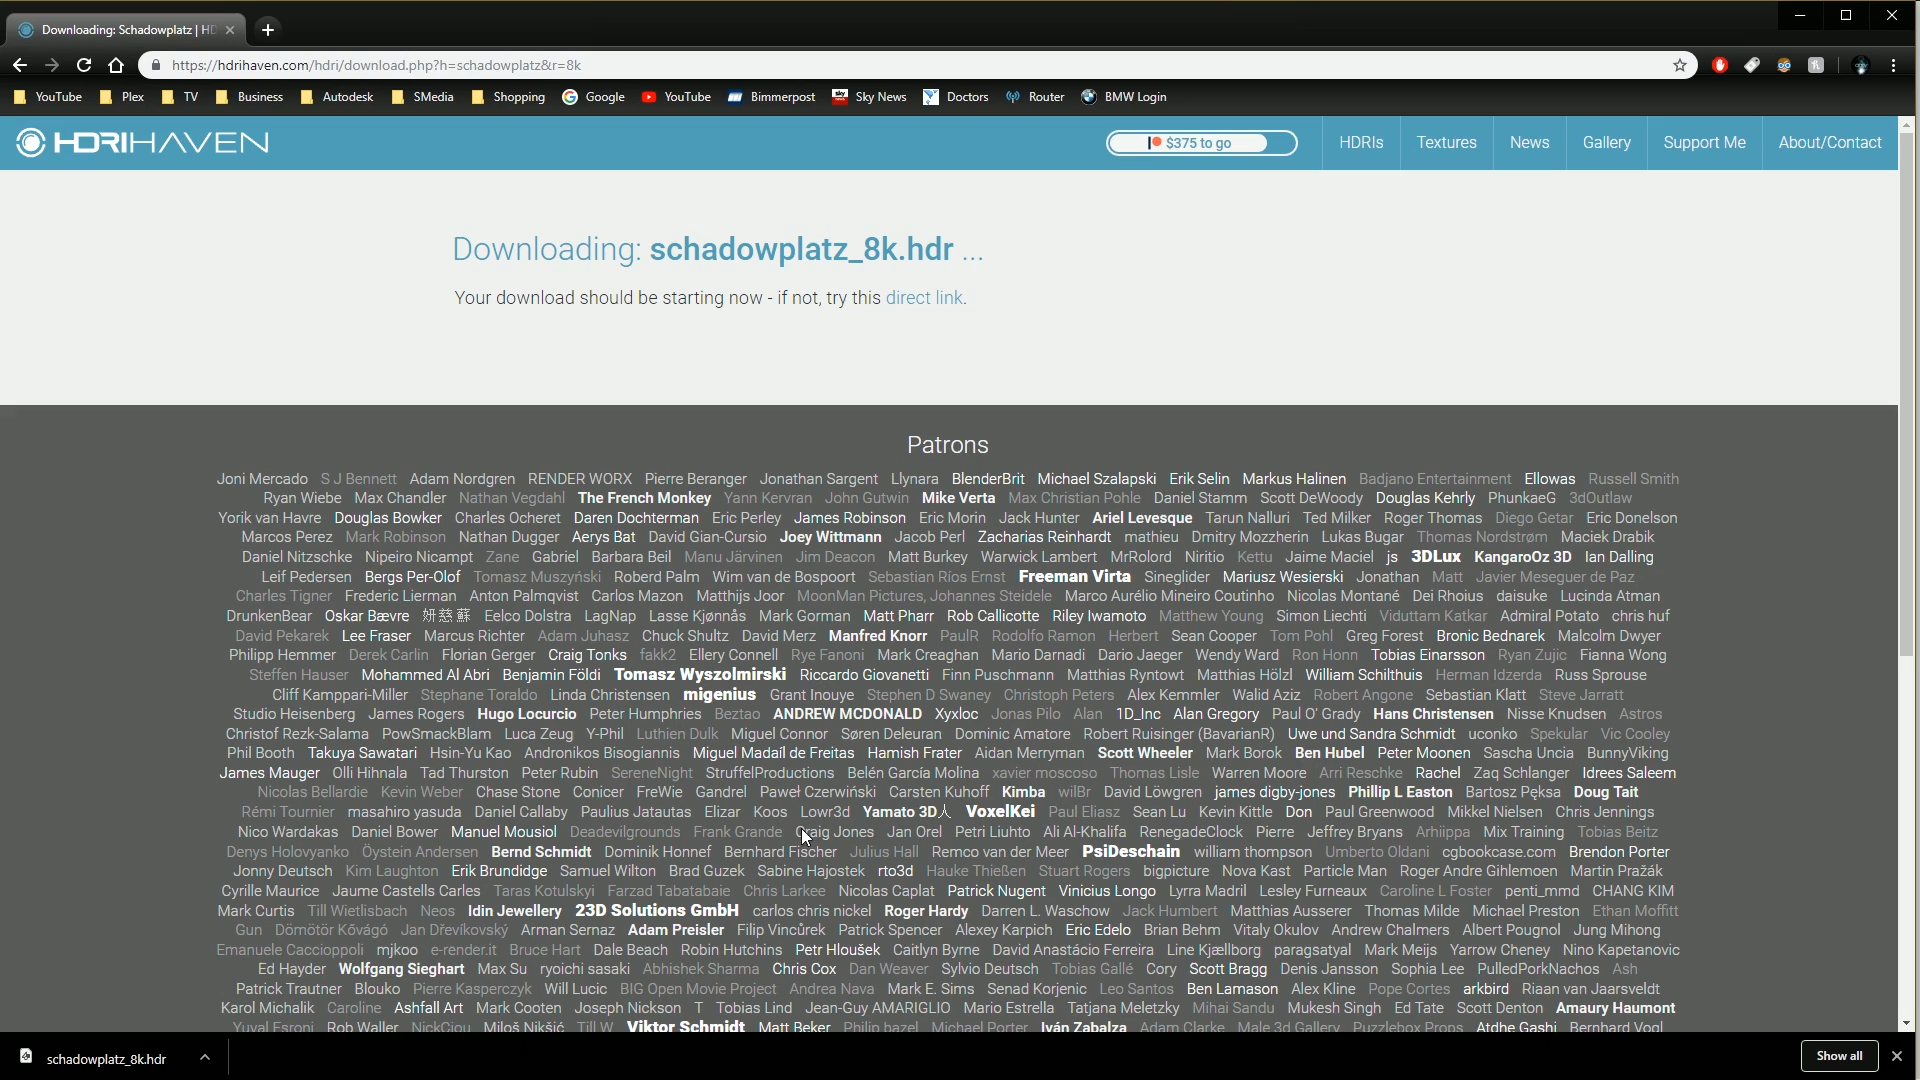 Downloading: Schadowplatz | HD
https://hdrihaven.com/hdri/download.php?h=schadowplatz&r=8k
YouTube Plex TV Business Autodesk SMedia Shopping Google YouTube Bimmerpost Sky News Doctors Router BMW Login
HDRIHAVEN $375 to go HDRIs Textures News Gallery Support Me About/Contact
Downloading: schadowplatz_8k.hdr ...
Your download should be starting now - if not, try this direct link.
Patrons
Joni Mercado S J Bennett Adam Nordgren RENDER WORX Pierre Beranger Jonathan Sargent Llynara BlenderBrit Michael Szalapski Erik Selin Markus Halinen Badjano Entertainment Ellowas Russell Smith
Ryan Wiebe Max Chandler Nathan Vegdahl The French Monkey Yann Kervran John Gutwin Mike Verta Max Christian Pohle Daniel Stamm Scott DeWoody Douglas Kehrly PhunkaeG 3dOutlaw
Yorik van Havre Douglas Bowker Charles Ocheret Daren Dochterman Eric Perley James Robinson Eric Morin Jack Hunter Ariel Levesque Tarun Nalluri Ted Milker Roger Thomas Diego Getar Eric Donelson
Marcos Perez Mark Robinson Nathan Dugger Aerys Bat David Gian-Cursio Joey Wittmann Jacob Perl Zacharias Reinhardt mathieu Dmitry Mozzherin Lukas Bugar Thomas Nordstrøm Maciek Drabik
Daniel Nitzschke Nipeiro Nicampt Zane Gabriel Barbara Beil Manu Järvinen Jim Deacon Matt Burkey Warwick Lambert MrRolord Niritio Kettu Jaime Maciel js 3DLux KangaroOz 3D Ian Dalling
Leif Pedersen Bergs Per-Olof Tomasz Muszyński Roberd Palm Wim van de Bospoort Sebastian Ríos Ernst Freeman Virta Sineglider Mariusz Wesierski Jonathan Matt Javier Meseguer de Paz
Charles Tigner Frederic Lierman Anton Palmqvist Carlos Mazon Matthijs Joor MoonMan Pictures, Johannes Steidele Marco Aurélio Mineiro Coutinho Nicolas Montané Dei Rhoius daisuke Lucinda Atman
DrunkenBear Oskar Bævre 妍慈 蘇 Eelco Dolstra LagNap Lasse Kjønnås Mark Gorman Matt Pharr Rob Callicotte Riley Iwamoto Matthew Young Simon Liechti Viduttam Katkar Admiral Potato chris huf
David Pekarek Lee Fraser Marcus Richter Adam Juhasz Chuck Shultz David Merz Manfred Knorr PaulR Rodolfo Ramon Herbert Sean Cooper Tom Pohl Greg Forest Bronic Bednarek Malcolm Dwyer
Philipp Hemmer Derek Carlin Florian Gerger Craig Tonks fakk2 Ellery Connell Rye Fanoni Mark Creaghan Mario Darnadi Dario Jaeger Wendy Ward Ron Honn Tobias Einarsson Ryan Zujic Fianna Wong
Steffen Hauser Mohammed Al Abri Benjamin Földi Tomasz Wyszolmirski Riccardo Giovanetti Finn Puschmann Matthias Ryntowt Matthias Hölzl William Schilthuis Herman Idzerda Russ Sprouse
Cliff Kamppari-Miller Stephane Toraldo Linda Christensen migenius Grant Inouye Stephen D Swaney Christoph Peters Alex Kemmler Walid Aziz Robert Angone Sebastian Klatt Steve Jarratt
Studio Heisenberg James Rogers Hugo Locurcio Peter Humphries Beztao ANDREW MCDONALD Xyxloc Jonas Pilo Alan 1D_Inc Alan Gregory Paul O' Grady Hans Christensen Nisse Knudsen Astros
Christof Rezk-Salama PowSmackBlam Luca Zeug Y-Phil Luthien Dulk Miguel Connor Søren Deleuran Dominic Amatore Robert Ruisinger (BavarianR) Uwe und Sandra Schmidt uconko Spekular Vic Cooley
Phil Booth Takuya Sawatari Hsin-Yu Kao Andronikos Bisogiannis Miguel Madaíl de Freitas Hamish Frater Aidan Merryman Scott Wheeler Mark Borok Ben Hubel Peter Moonen Sascha Uncia BunnyViking
James Mauger Olli Hihnala Tad Thurston Peter Rubin SereneNight StruffelProductions Belén García Molina xavier moscoso Thomas Lisle Warren Moore Arri Reschke Rachel Zaq Schlanger Idrees Saleem
Nicolas Bellardie Kevin Weber Chase Stone Conicer FreWie Gandrel Paweł Czerwiński Carsten Kuhoff Kimba wilBr David Löwgren james digby-jones Phillip L Easton Bartosz Pęksa Doug Tait
Rémi Tournier masahiro yasuda Daniel Callaby Paulius Jatautas Elizar Koos Lowr3d Yamato 3D人 VoxelKei Paul Eliasz Sean Lu Kevin Kittle Don Paul Greenwood Mikkel Nielsen Chris Jennings
Nico Wardakas Daniel Bower Manuel Mousiol Deadevilgrounds Frank Grande Craig Jones Jan Orel Petri Liuhto Ali Al-Khalifa RenegadeClock Pierre Jeffrey Bryans Arhiippa Mix Training Tobias Beitz
Denys Holovyanko Öystein Andersen Bernd Schmidt Dominik Honnef Bernhard Fischer Julius Hall Remco van der Meer PsiDeschain william thompson Umberto Oldani cgbookcase.com Brendon Porter
Jonny Deutsch Kim Laughton Erik Brundidge Samuel Wilton Brad Guzek Sabine Hajostek rto3d Hauke Thießen Stuart Rogers bigpicture Nova Kast Particle Man Roger Andre Gihlemoen Martin Pražák
Cyrille Maurice Jaume Castells Carles Taras Kotulskyi Farzad Tabatabaie Chris Larkee Nicolas Caplat Patrick Nugent Vinicius Longo Lyrra Madril Lesley Furneaux Caroline L Foster penti_mmd CHANG KIM
Mark Curtis Till Wietlisbach Neos Idin Jewellery 23D Solutions GmbH carlos chris nickel Roger Hardy Darren L. Waschow Jack Humbert Matthias Ausserer Thomas Milde Michael Preston Ethan Moffitt
Gun Dömötör Kővágó Jan Dřevíkovský Arman Sernaz Adam Preisler Filip Vincůrek Patrick Spencer Alexey Karpich Eric Edelo Brian Behm Vitaly Okulov Andrew Chalmers Albert Pougnol Jung Mihong
Emanuele Caccioppoli mjkoo e-render.it Bruce Hart Dale Beach Robin Hutchins Petr Hloušek Caitlyn Byrne David Anastácio Ferreira Line Kjællborg paragsatyal Mark Meijs Yarrow Cheney Nino Kapetanovic
Ed Hayder Wolfgang Sieghart Max Su ryoichi sasaki Abhishek Sharma Chris Cox Dan Weaver Sylvio Deutsch Tobias Gallé Cory Scott Bragg Denis Jansson Sophia Lee PulledPorkNachos Ash
Patrick Trautner Blouko Pierre Kasperczyk Will Lucic BIG Open Movie Project Andrea Nava Mark E. Sims Senad Korjenic Leo Santos Ben Lamason Alex Kline Pope Cortes arkbird Riaan van Jaarsveldt
Karol Michalik Caroline Ashfall Art Mark Cooten Joseph Nickson T Tobias Lind Jean-Guy AMARIGLIO Mario Estrella Tatjana Meletzky Mihai Sandu Mukesh Singh Ed Tate Scott Denton Amaury Haumont
Yuval Esroni Rob Waller NickCiou Miloš Nikšić Till W Viktor Schmidt Matt Beker Philip bazel Michael Porter Iván Zabalza Adam Clarke Male 3d Gallery Puzzlebox Props Atdhe Gashi Bernhard Vogl
schadowplatz_8k.hdr Show all